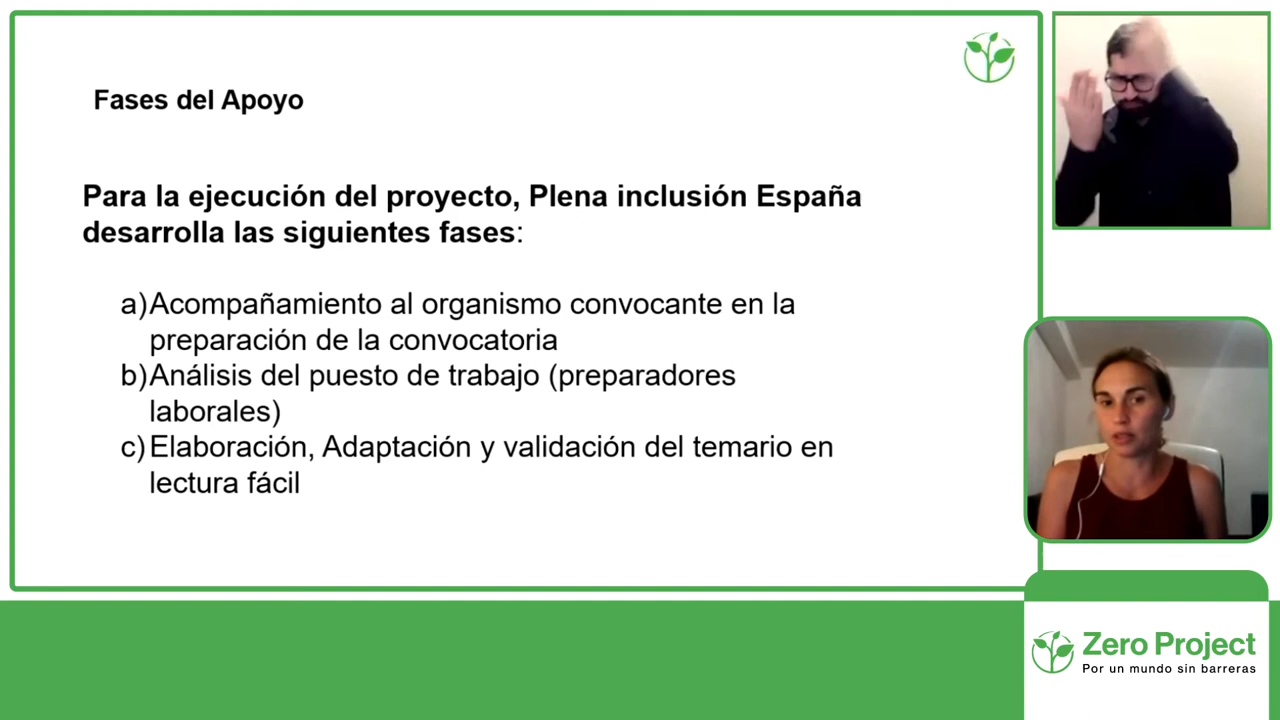 Fases del Apoyo
Para la ejecución del proyecto, Plena inclusión España
desarrolla las siguientes fases:
a)Acompañamiento al organismo convocante en la
preparación de la convocatoria
b)Análisis del puesto de trabajo (preparadores
laborales)
c)Elaboración, Adaptación y validación del temario en
lectura fácil
Zero Project
Por un mundo sin barreras